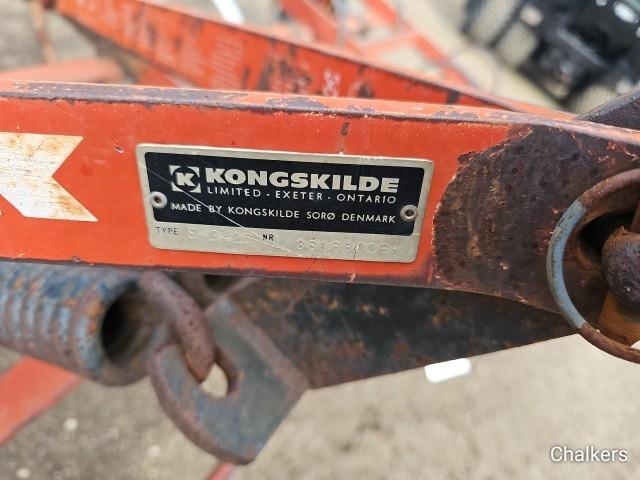 K KONGSKILDE
LIMITED - EXETER - ONTARIO
MADE BY KONGSKILDE SORØ DENMARK
TYPE NR
Chalkers